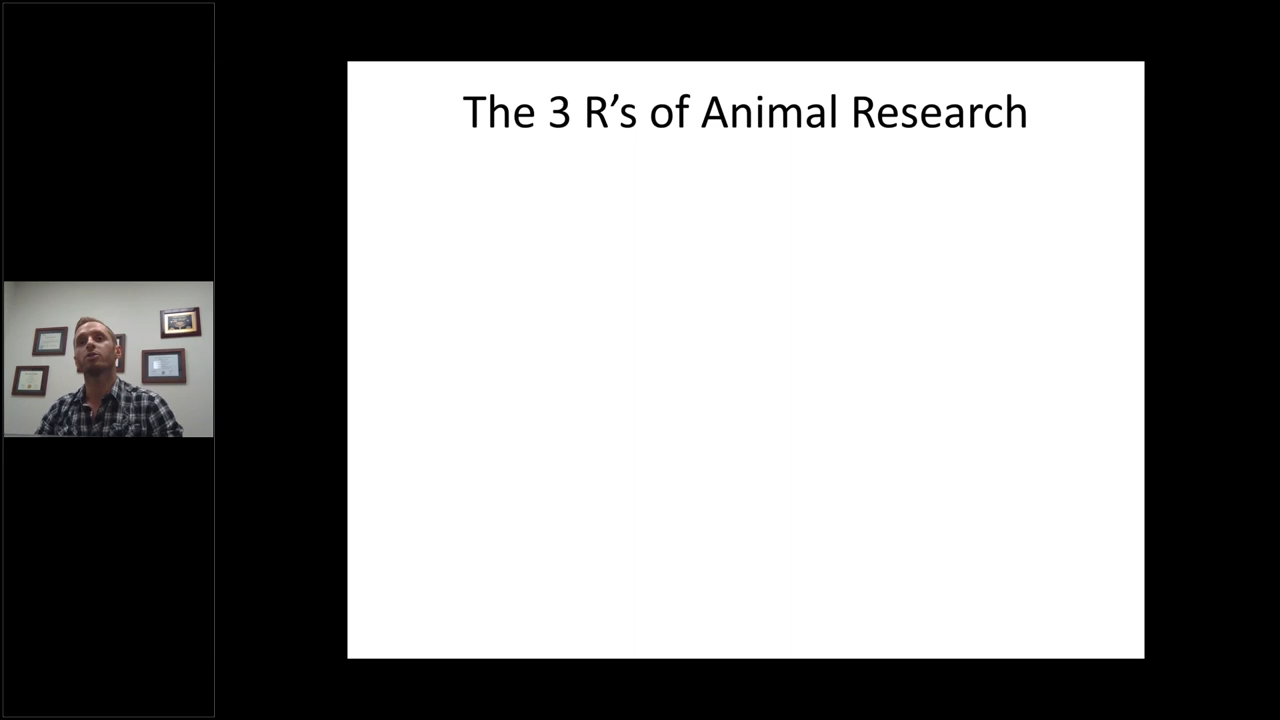 The 3 R’s of Animal Research